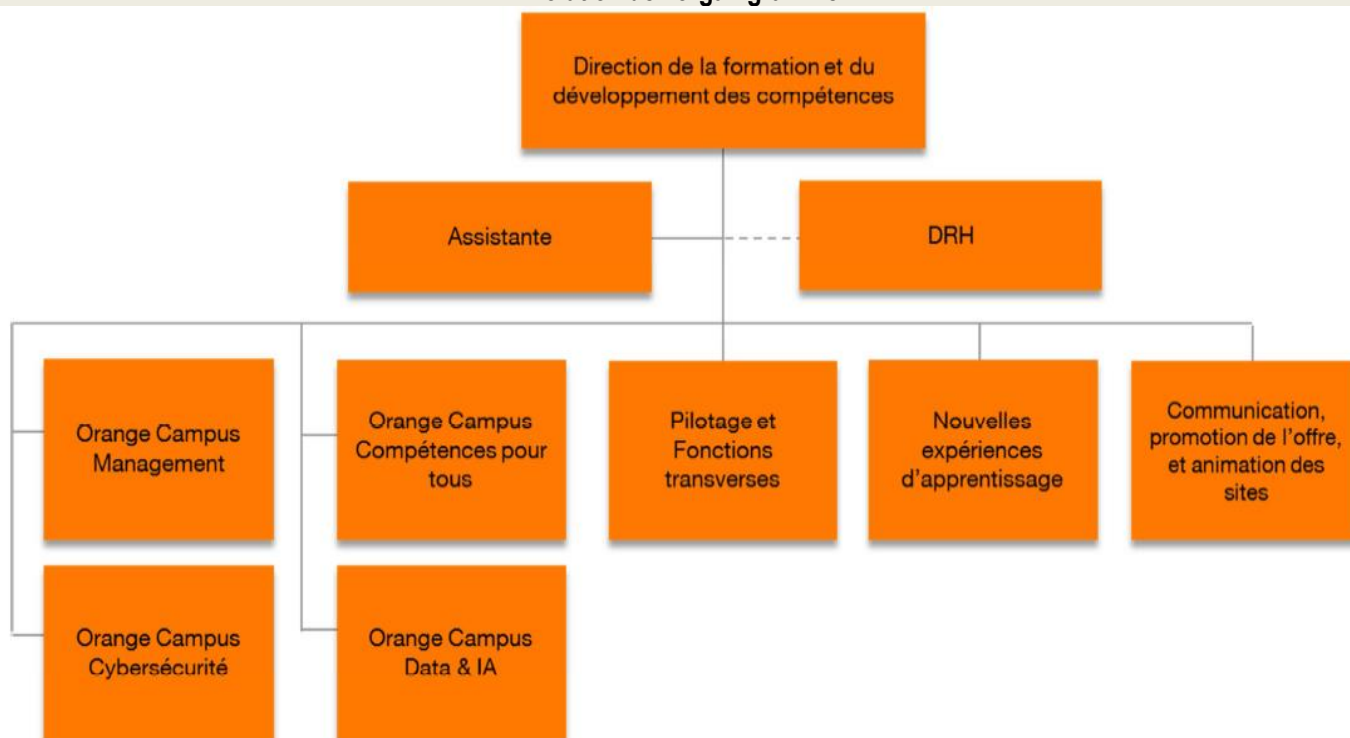 Direction de la formation et du
développement des compétences
Assistante
DRH
Orange Campus
Management
Orange Campus
Compétences pour
tous
Pilotage et
Fonctions
transverses
Nouvelles
expériences
d'apprentissage
Communication,
promotion de l'offre,
et animation des
sites
Orange Campus
Cybersécurité
Orange Campus
Data & IA